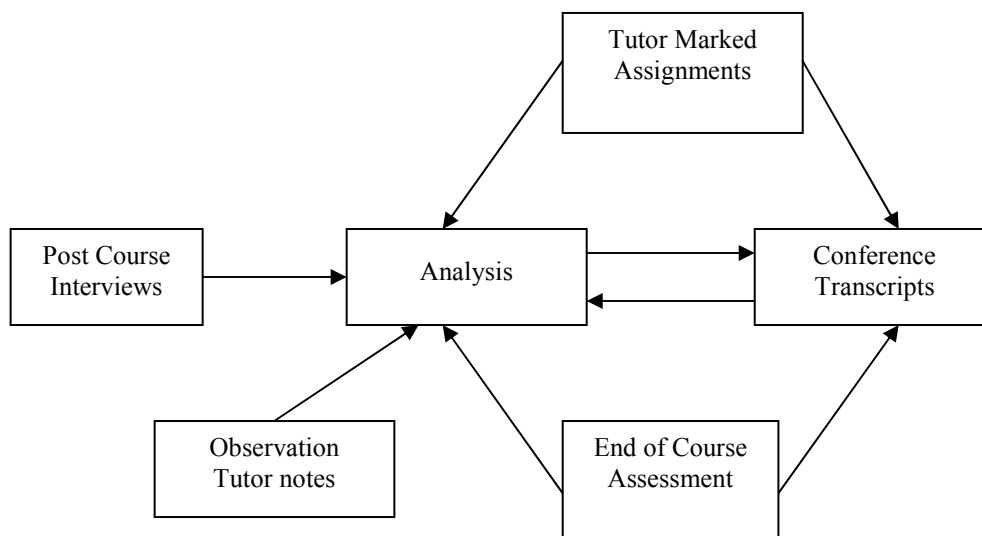 Tutor Marked
Assignments
Post Course
Interviews
Analysis
Conference
Transcripts
Observation
Tutor notes
End of Course
Assessment